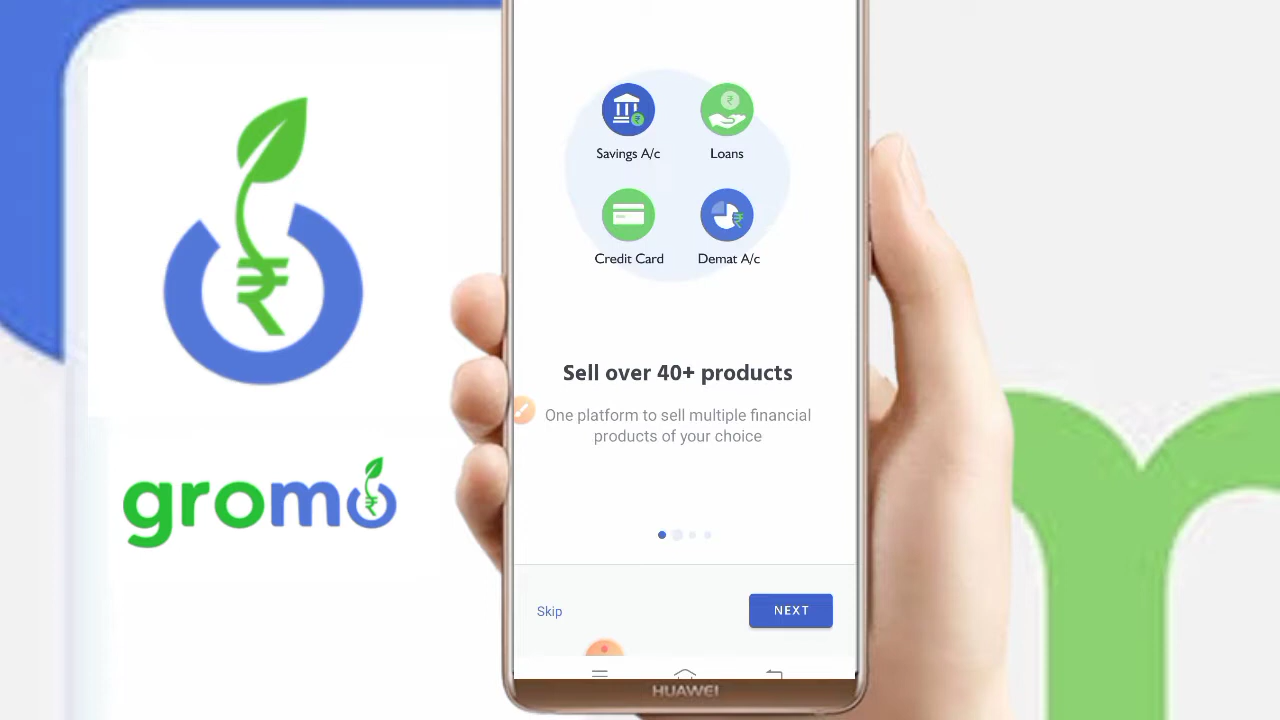 gromo
Savings A/c
Loans
Credit Card
Demat A/c
Sell over 40+ products
One platform to sell multiple financial
products of your choice
Skip
NEXT
HUAWEI